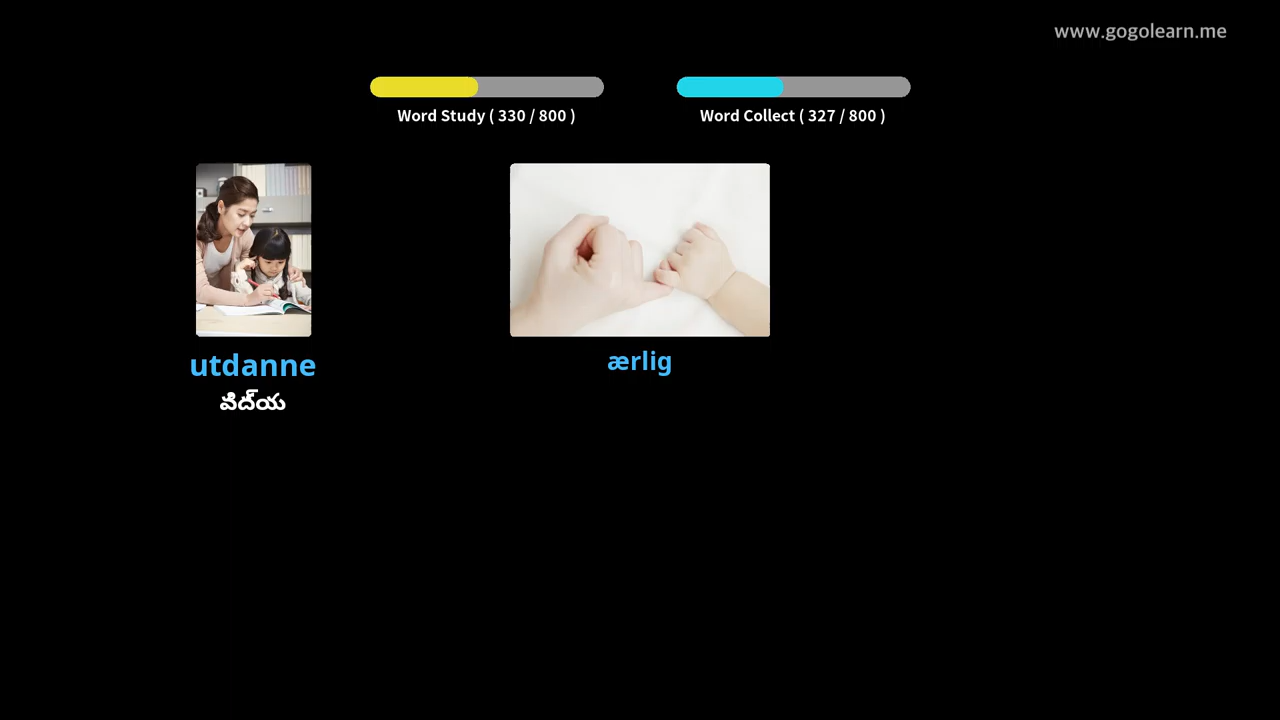 www.gogolearn.me
Word Study ( 330 / 800 )
Word Collect ( 327 / 800 )
utdanne
విద్య
ærlig